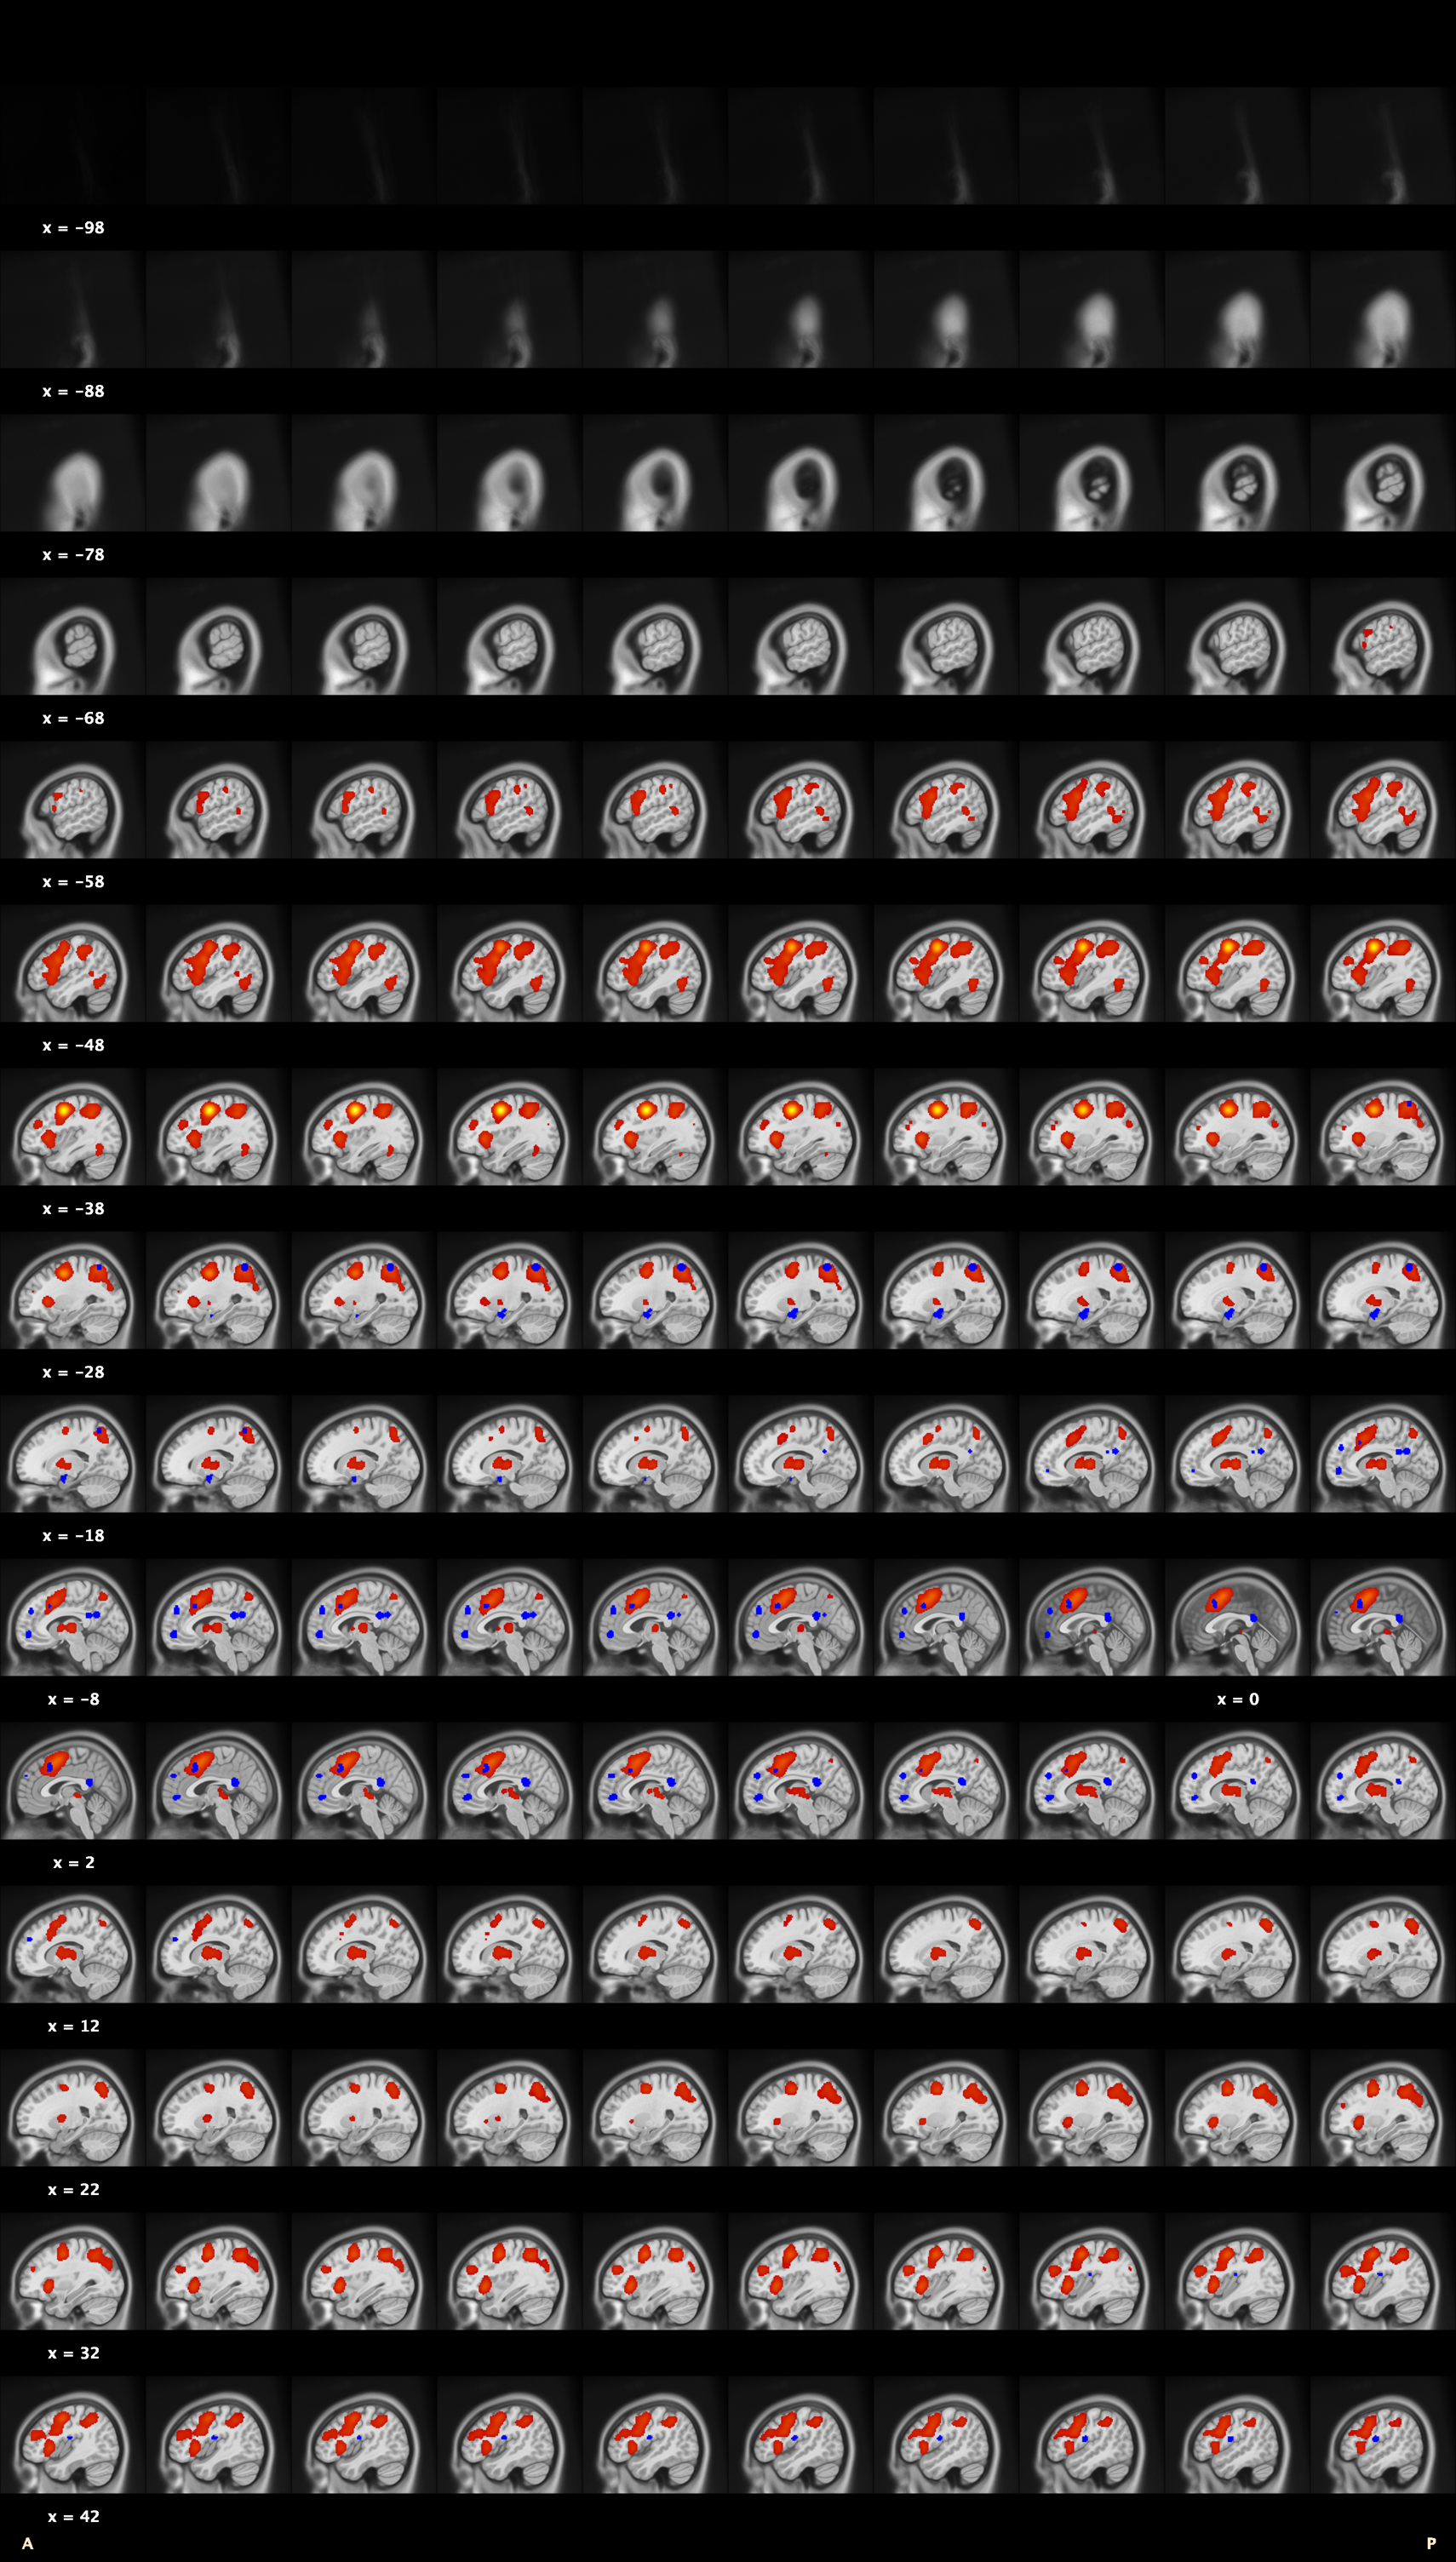 x = –98
x = –88
x = –78
x = –68
x = –58
x = –48
x = –38
x = –28
x = –18
x = –8 x = 0
x = 2
x = 12
x = 22
x = 32
x = 42
A P